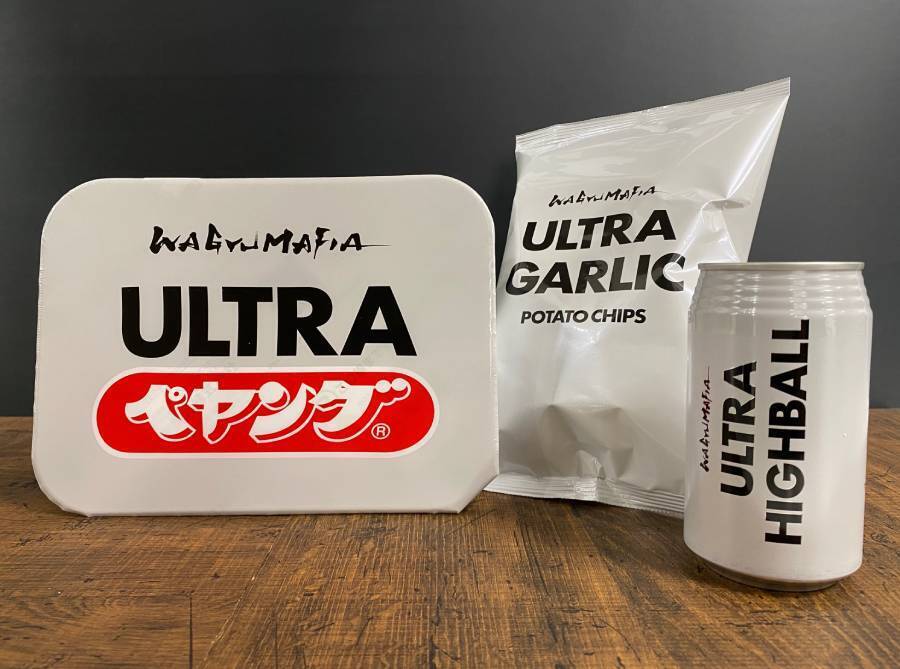 WAGYUMAFIA
ULTRA
ペヤング®
WAGYUMAFIA
ULTRA
GARLIC
POTATO CHIPS
WAGYUMAFIA
ULTRA
HIGHBALL